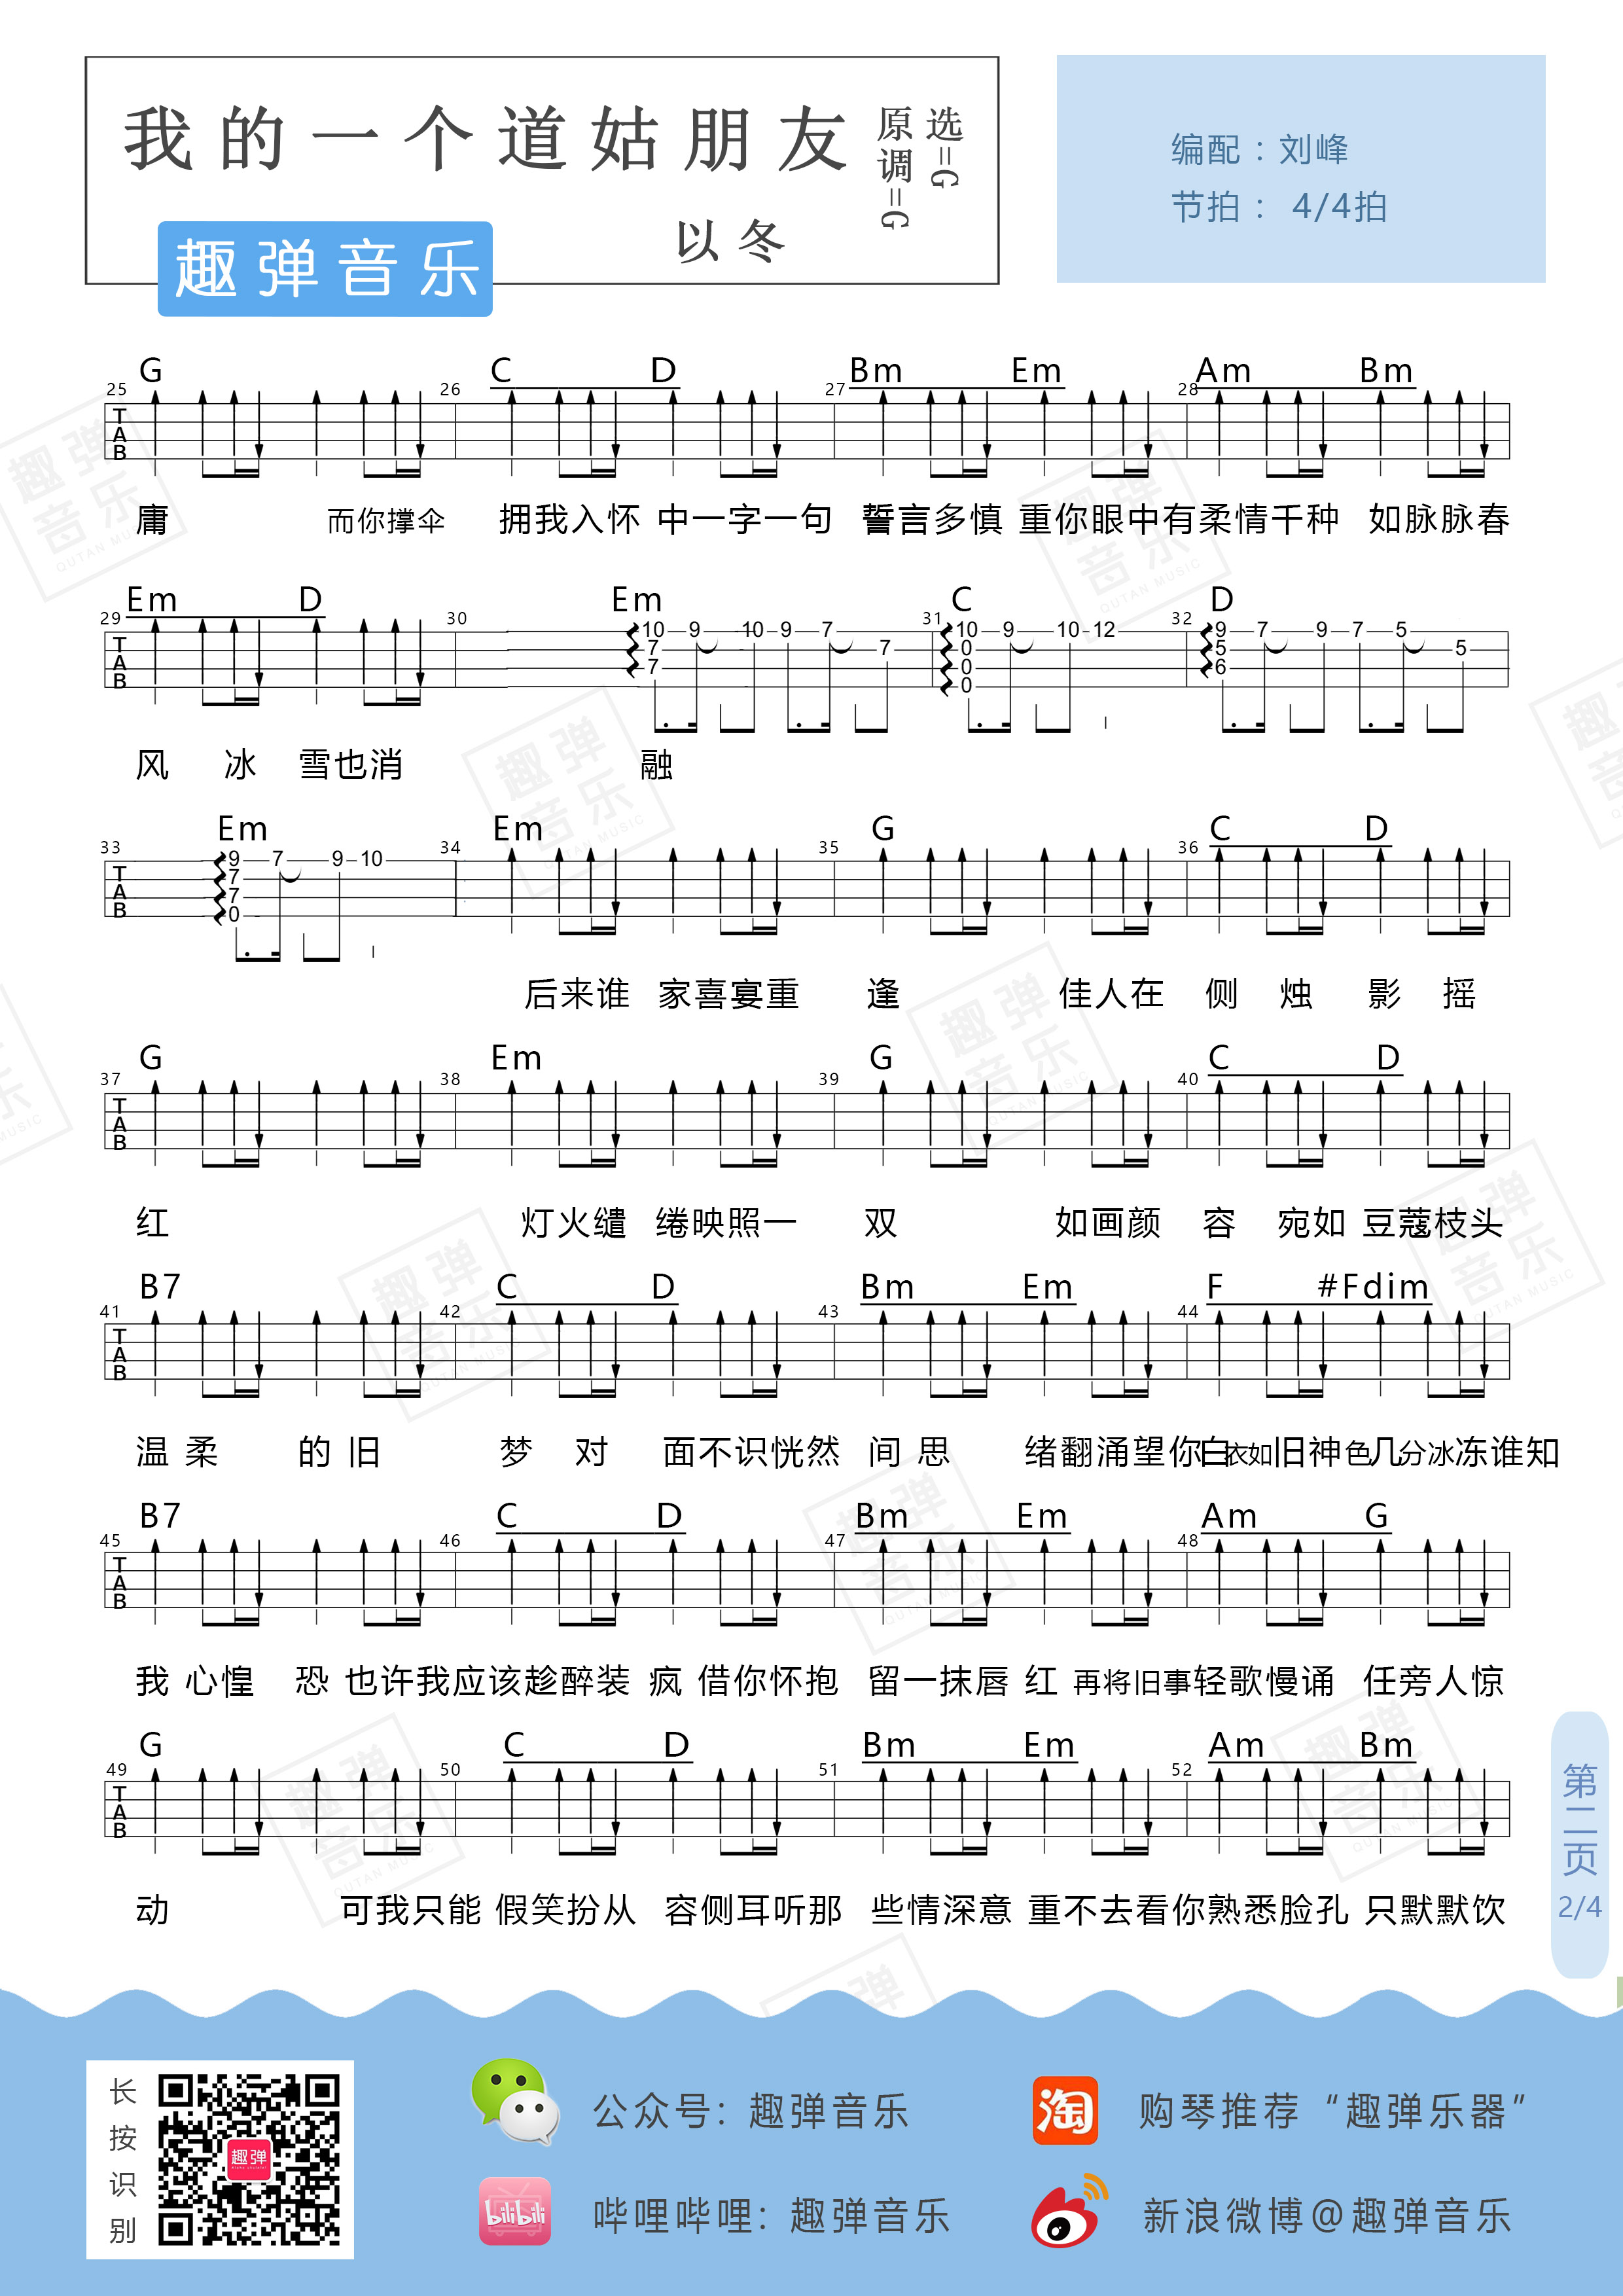 我的一个道姑朋友
原调=G
选=G
以冬
趣弹音乐
编配：刘峰
节拍： 4/4拍
G C D Bm Em Am Bm
25 26 27 28
TAB
庸 而你撑伞 拥我入怀 中一字一句 誓言多慎 重你眼中有柔情千种 如脉脉春
Em D Em C D
29 30 31 32
10 9 10 9 7 10 9 10 12 9 7 9 7 5
TAB
7 7 0 5 5
7 0 6
0
风 冰 雪也消 融
Em Em G C D
33 34 35 36
9 7 9 10
TAB
7
7
0
后来谁 家喜宴重 逢 佳人在 侧 烛 影 摇
G Em G C D
37 38 39 40
TAB
红 灯火缱 绻映照一 双 如画颜 容 宛如 豆蔻枝头
B7 C D Bm Em F #Fdim
41 42 43 44
TAB
温 柔 的 旧 梦 对 面不识恍然 间 思 绪翻涌望你白衣如旧神色几分冰冻谁知
B7 C D Bm Em Am G
45 46 47 48
TAB
我 心惶 恐 也许我应该趁醉装 疯 借你怀抱 留一抹唇 红 再将旧事轻歌慢诵 任旁人惊
G C D Bm Em Am Bm
49 50 51 52
TAB
动 可我只能 假笑扮从 容侧耳听那 些情深意 重不去看你熟悉脸孔 只默默饮
第二页
2/4
长按识别
趣弹
公众号: 趣弹音乐
淘
购琴推荐“趣弹乐器”
bilibili
哔哩哔哩: 趣弹音乐
新浪微博@趣弹音乐
趣弹音乐
QUTAN MUSIC